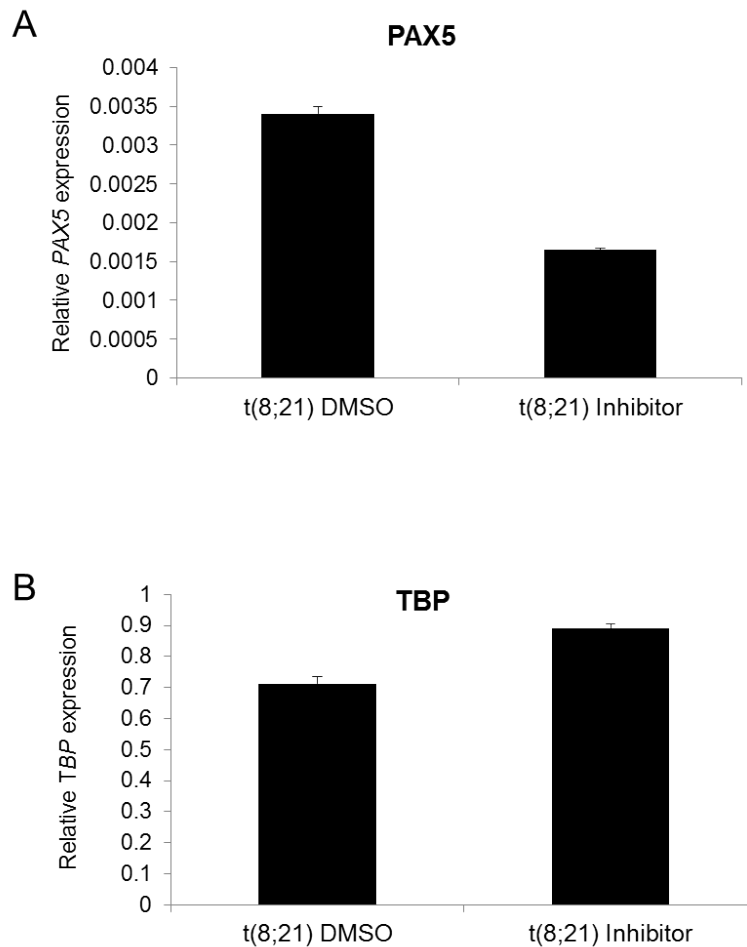 A
PAX5
Relative PAX5 expression
0.004
0.0035
0.003
0.0025
0.002
0.0015
0.001
0.0005
0
t(8;21) DMSO
t(8;21) Inhibitor
B
TBP
Relative TBP expression
1
0.9
0.8
0.7
0.6
0.5
0.4
0.3
0.2
0.1
0
t(8;21) DMSO
t(8;21) Inhibitor